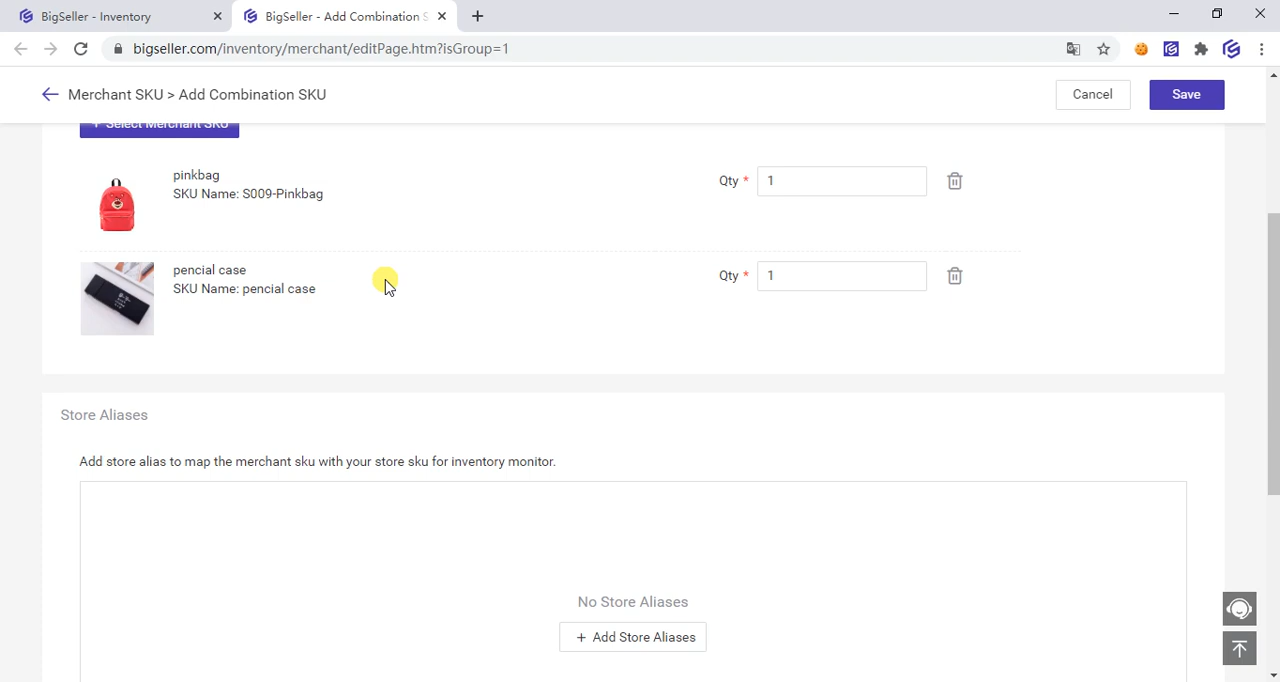 BigSeller - Inventory
BigSeller - Add Combination S
bigseller.com/inventory/merchant/editPage.htm?isGroup=1
Merchant SKU > Add Combination SKU
Cancel
Save
+ Select Merchant SKU
pinkbag
SKU Name: S009-Pinkbag
Qty * 1
pencial case
SKU Name: pencial case
Qty * 1
Store Aliases
Add store alias to map the merchant sku with your store sku for inventory monitor.
No Store Aliases
+ Add Store Aliases